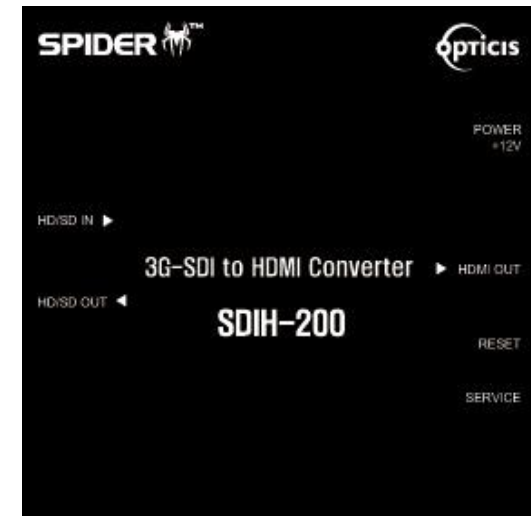 SPIDER™
OPTICIS
POWER
+12V
HD/SD IN ▶
3G-SDI to HDMI Converter
▶ HDMI OUT
HD/SD OUT ◀
SDIH-200
RESET
SERVICE